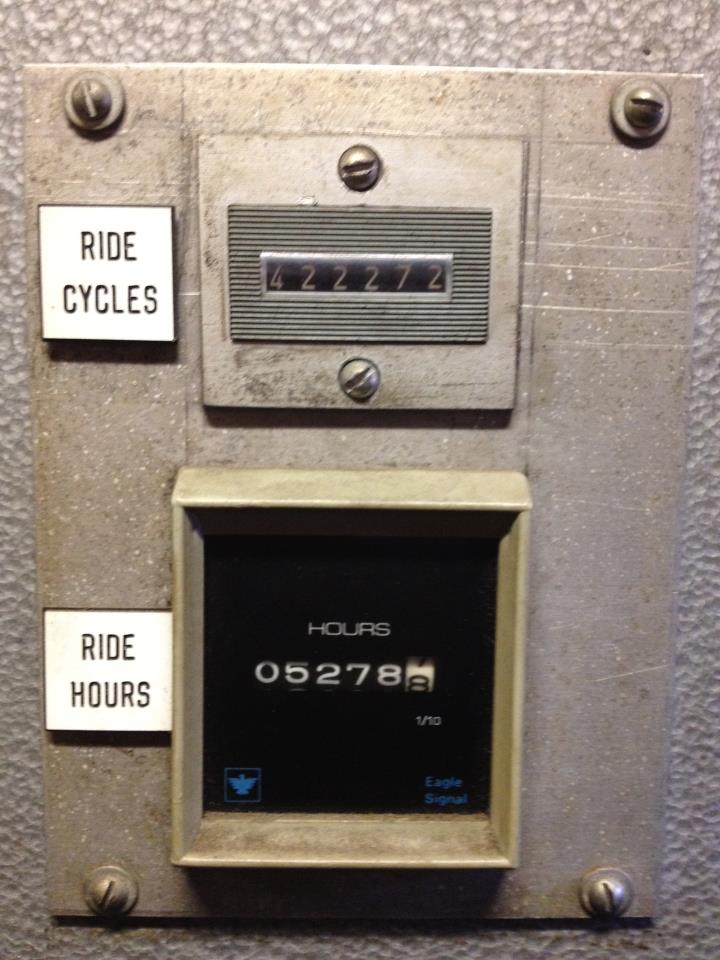 RIDE
CYCLES
422272
HOURS
05278
1/10
RIDE
HOURS
Eagle
Signal